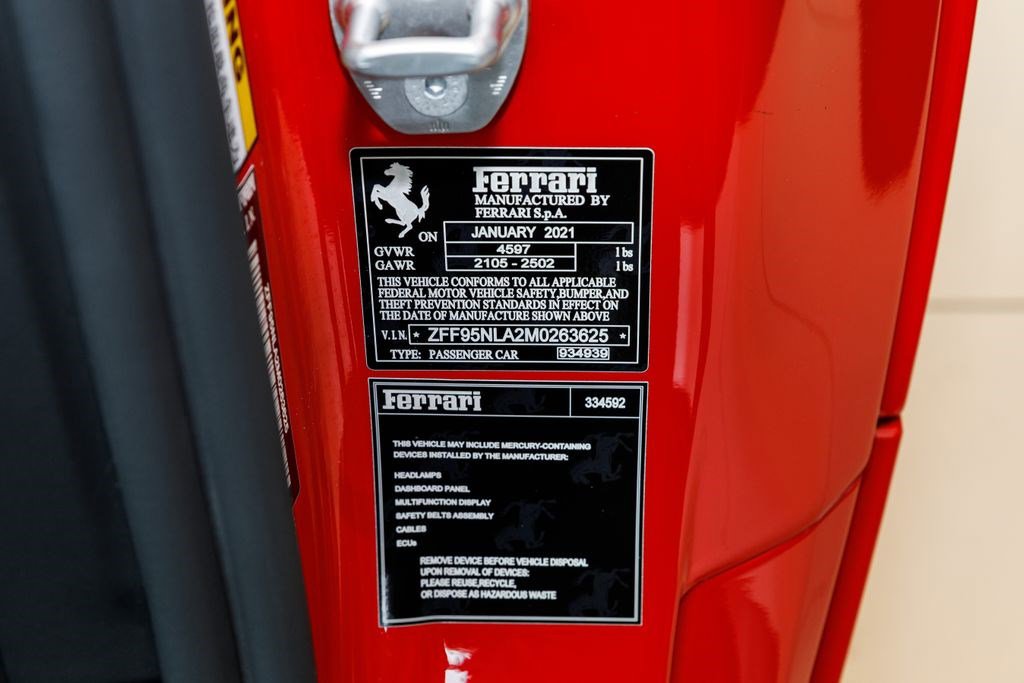 NG
Ferrari
MANUFACTURED BY
FERRARI S.p.A.
ON JANUARY 2021
GVWR 4597 lbs
GAWR 2105 - 2502 lbs
THIS VEHICLE CONFORMS TO ALL APPLICABLE
FEDERAL MOTOR VEHICLE SAFETY,BUMPER,AND
THEFT PREVENTION STANDARDS IN EFFECT ON
THE DATE OF MANUFACTURE SHOWN ABOVE
V.I.N. * ZFF95NLA2M0263625 *
TYPE: PASSENGER CAR 934939
Ferrari 334592
THIS VEHICLE MAY INCLUDE MERCURY-CONTAINING
DEVICES INSTALLED BY THE MANUFACTURER:
HEADLAMPS
DASHBOARD PANEL
MULTIFUNCTION DISPLAY
SAFETY BELTS ASSEMBLY
CABLES
ECUs
REMOVE DEVICE BEFORE VEHICLE DISPOSAL
UPON REMOVAL OF DEVICES:
PLEASE REUSE,RECYCLE,
OR DISPOSE AS HAZARDOUS WASTE